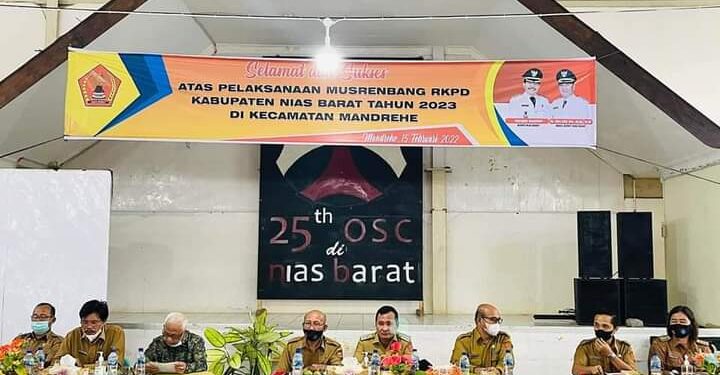 Selamat dan Sukses
ATAS PELAKSANAAN MUSRENBANG RKPD
KABUPATEN NIAS BARAT TAHUN 2023
DI KECAMATAN MANDREHE
Mandrehe, 15 Februari 2022
25th OSC
di
nias barat